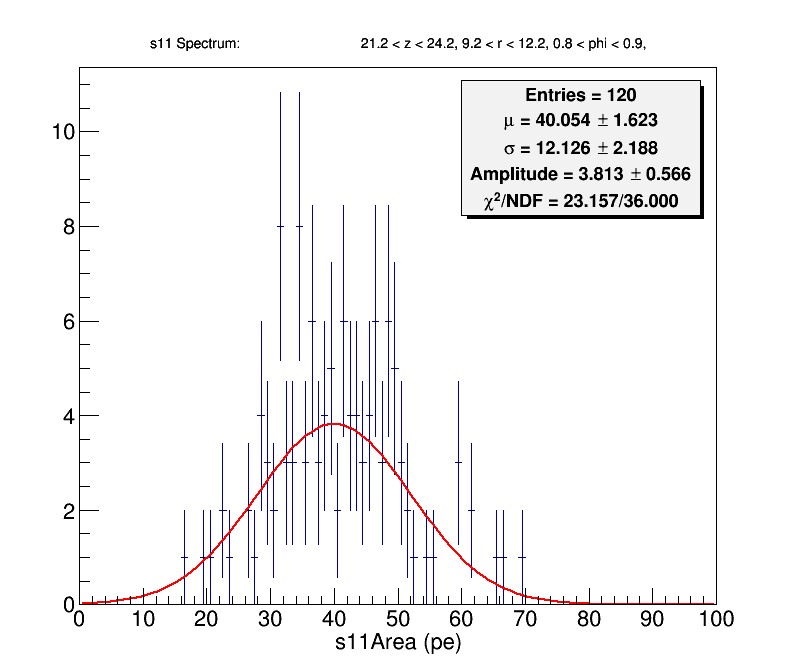 s11 Spectrum: 21.2 < z < 24.2, 9.2 < r < 12.2, 0.8 < phi < 0.9,
Entries = 120
μ = 40.054 ± 1.623
σ = 12.126 ± 2.188
Amplitude = 3.813 ± 0.566
χ²/NDF = 23.157/36.000
10
8
6
4
2
0
0 10 20 30 40 50 60 70 80 90 100
s11Area (pe)